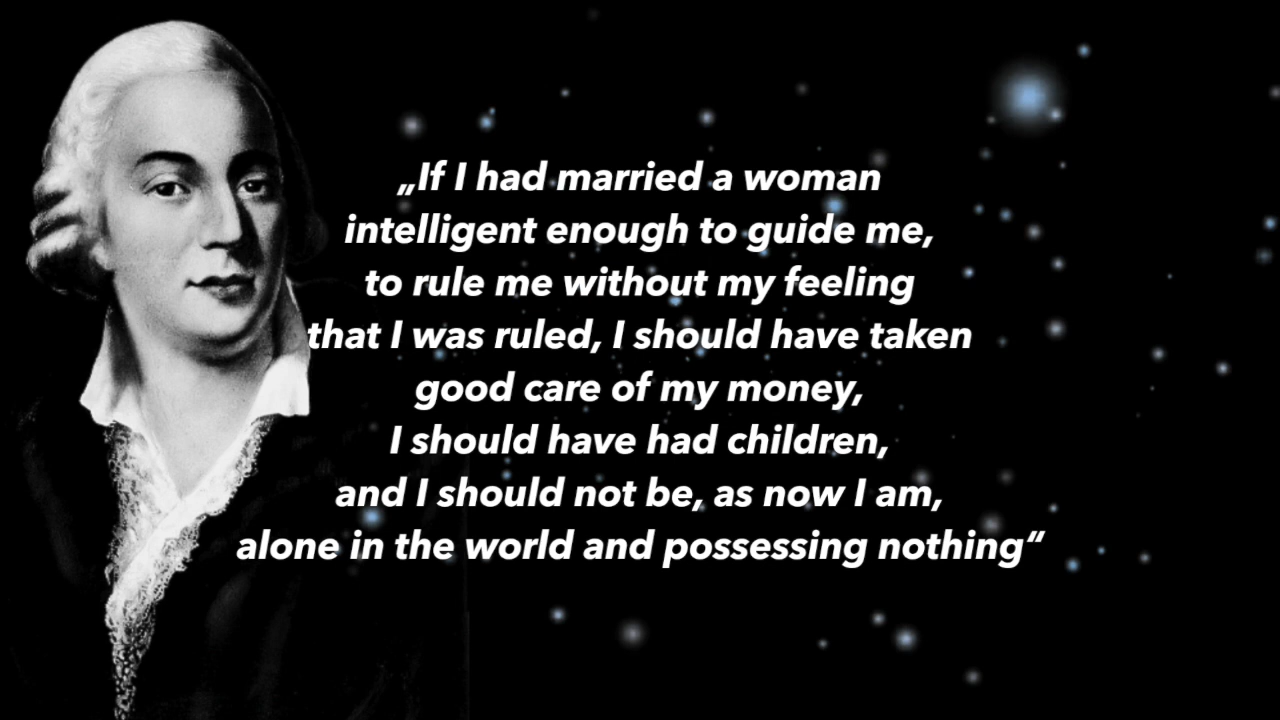 „If I had married a woman
intelligent enough to guide me,
to rule me without my feeling
that I was ruled, I should have taken
good care of my money,
I should have had children,
and I should not be, as now I am,
alone in the world and possessing nothing“